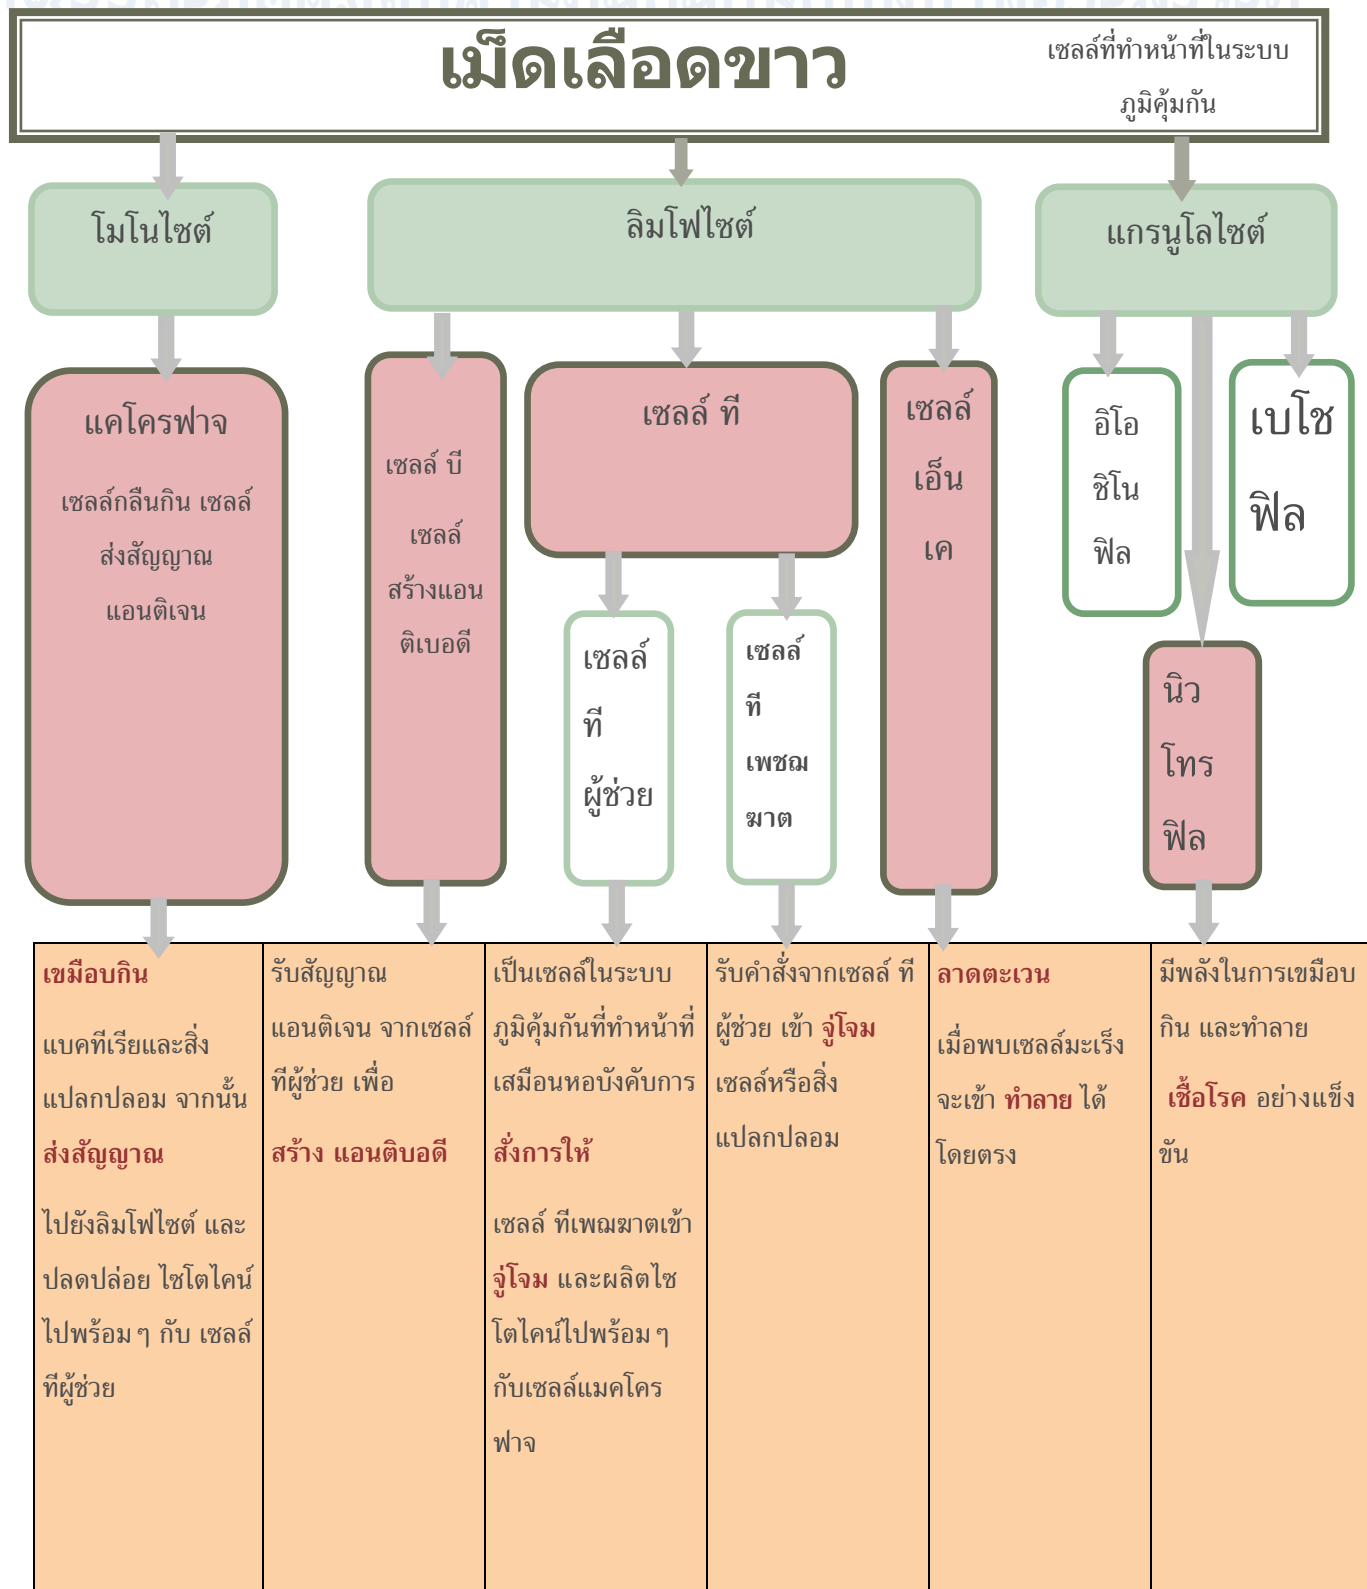 เม็ดเลือดขาว
เซลล์ที่ทำหน้าที่ในระบบ
ภูมิคุ้มกัน
โมโนไซต์
ลิมโฟไซต์
แกรนูโลไซต์
แคโครฟาจ
เซลล์กลืนกิน เซลล์
ส่งสัญญาณ
แอนติเจน
เซลล์ บี
เซลล์
สร้างแอน
ติเบอดี
เซลล์ ที
เซลล์
เอ็น
เค
อิโอ
ชิโน
ฟิล
เบโช
ฟิล
เซลล์
ที
ผู้ช่วย
เซลล์
ที
เพชฌ
ฆาต
นิว
โทร
ฟิล
เขมือบกิน
แบคทีเรียและสิ่ง
แปลกปลอม จากนั้น
ส่งสัญญาณ
ไปยังลิมโฟไซต์ และ
ปลดปล่อย ไซโตไคน์
ไปพร้อม ๆ กับ เซลล์
ทีผู้ช่วย
รับสัญญาณ
แอนติเจน จากเซลล์
ทีผู้ช่วย เพื่อ
สร้าง แอนติบอดี
เป็นเซลล์ในระบบ
ภูมิคุ้มกันที่ทำหน้าที่
เสมือนหอบังคับการ
สั่งการให้
เซลล์ ทีเพฌฆาตเข้า
จู่โจม และผลิตไซ
โตไคน์ไปพร้อม ๆ
กับเซลล์แมคโคร
ฟาจ
รับคำสั่งจากเซลล์ ที
ผู้ช่วย เข้า จู่โจม
เซลล์หรือสิ่ง
แปลกปลอม
ลาดตะเวน
เมื่อพบเซลล์มะเร็ง
จะเข้า ทำลาย ได้
โดยตรง
มีพลังในการเขมือบ
กิน และทำลาย
เชื้อโรค อย่างแข็ง
ขัน